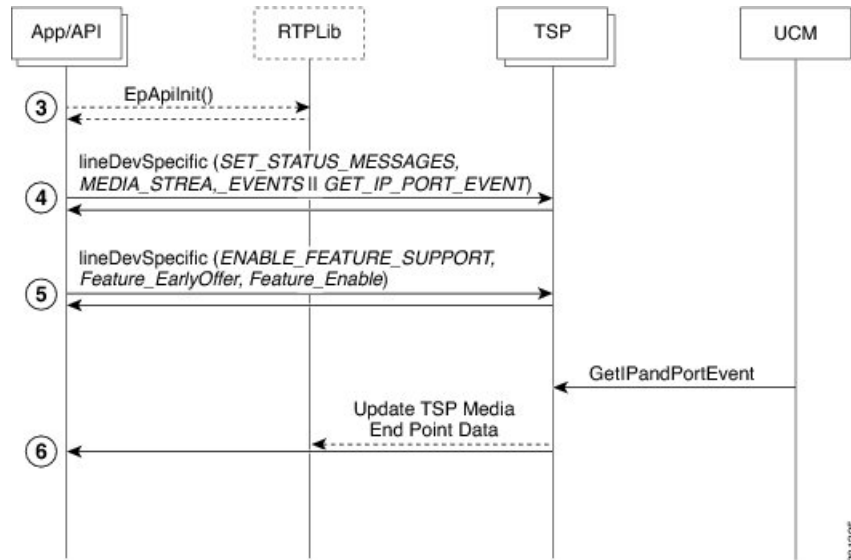 App/API
RTPLib
TSP
UCM
3
EpApiInit()
lineDevSpecific (SET_STATUS_MESSAGES,
MEDIA_STREA,_EVENTS II GET_IP_PORT_EVENT)
4
lineDevSpecific (ENABLE_FEATURE_SUPPORT,
Feature_EarlyOffer, Feature_Enable)
5
GetIPandPortEvent
Update TSP Media
End Point Data
6